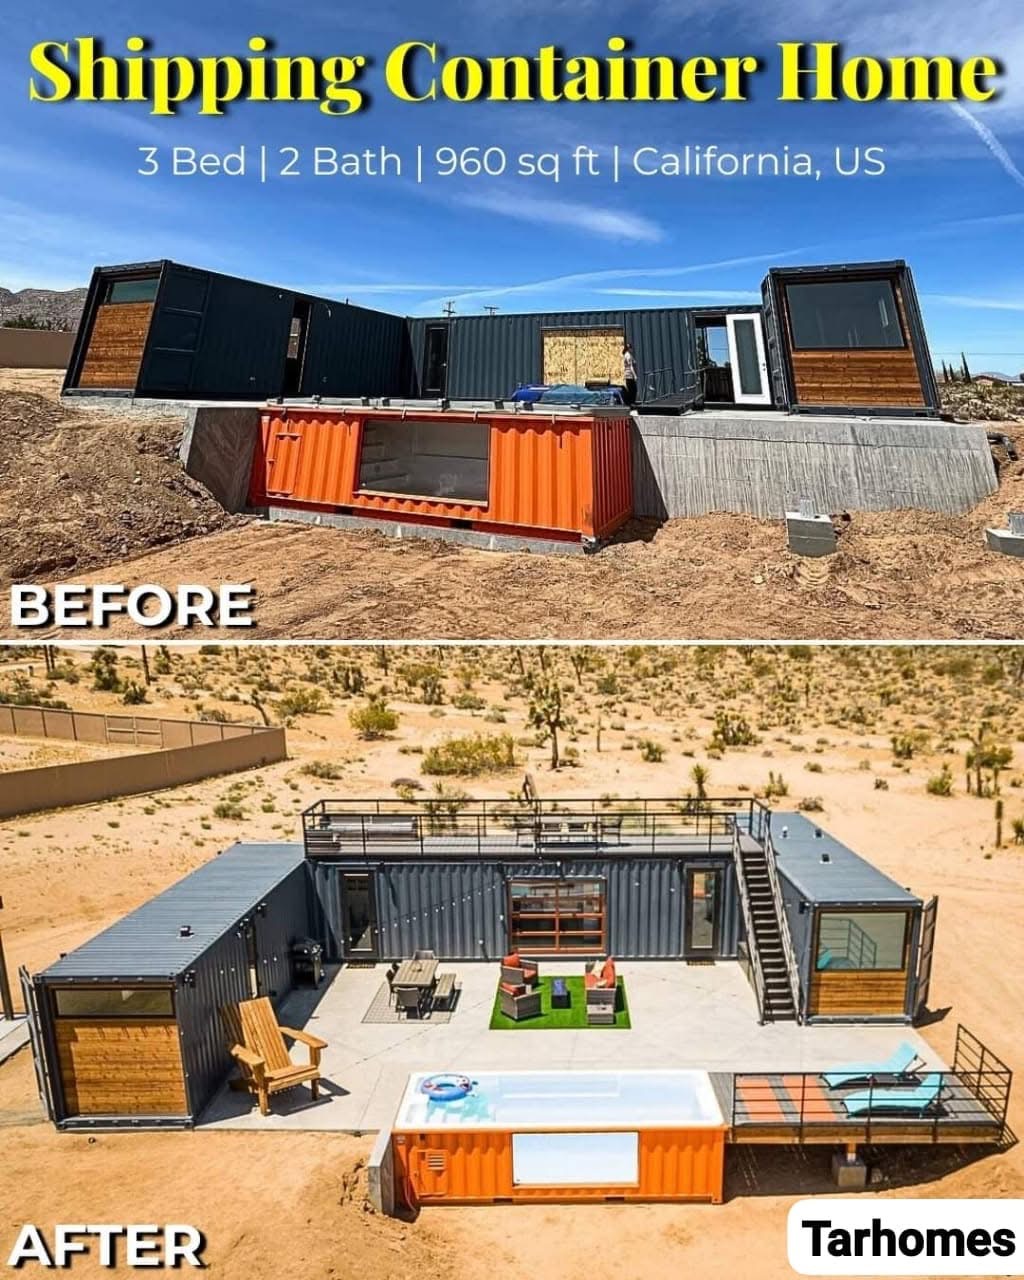 Shipping Container Home
3 Bed | 2 Bath | 960 sq ft | California, US
BEFORE
AFTER
Tarhomes